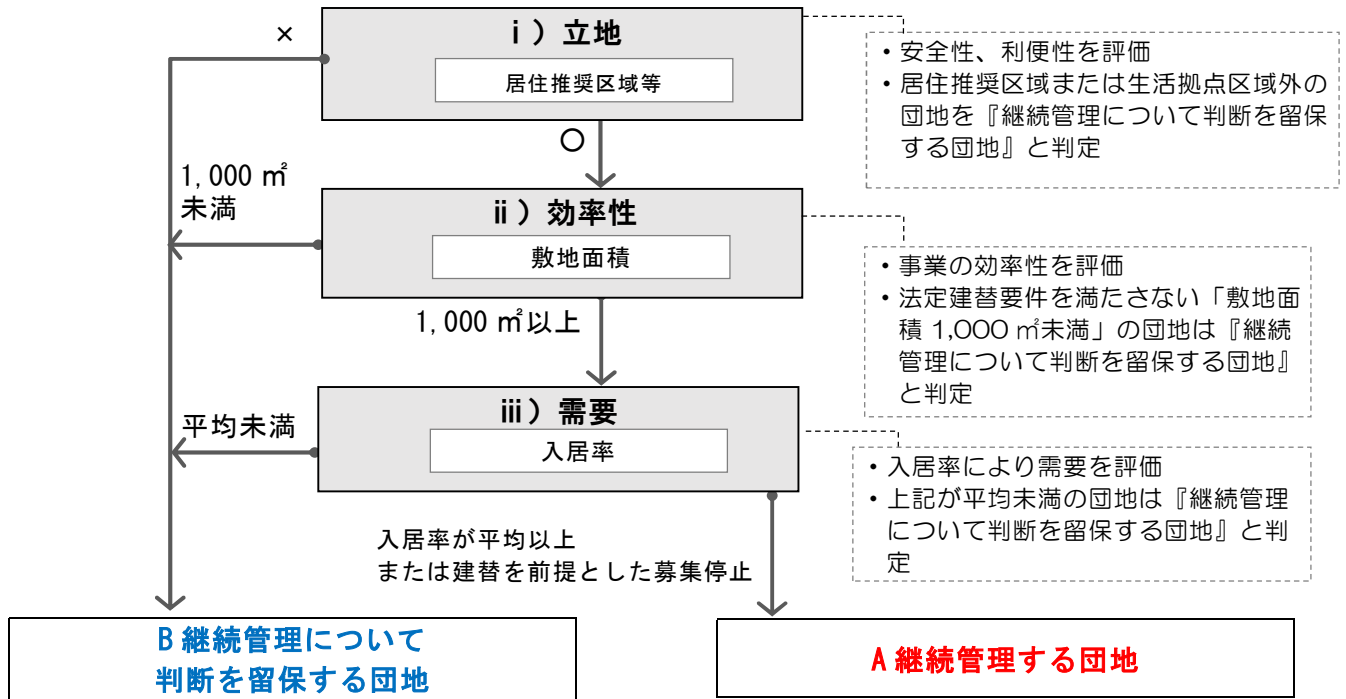 ×
ⅰ）立地
居住推奨区域等
・安全性、利便性を評価
・居住推奨区域または生活拠点区域外の
団地を『継続管理について判断を留保
する団地』と判定
〇
1,000 ㎡
未満
ⅱ）効率性
敷地面積
・事業の効率性を評価
・法定建替要件を満たさない「敷地面
積 1,000 ㎡未満」の団地は『継続
管理について判断を留保する団地』
と判定
1,000 ㎡以上
平均未満
ⅲ）需要
入居率
・入居率により需要を評価
・上記が平均未満の団地は『継続管理
について判断を留保する団地』と判
定
入居率が平均以上
または建替を前提とした募集停止
B 継続管理について
判断を留保する団地
A 継続管理する団地